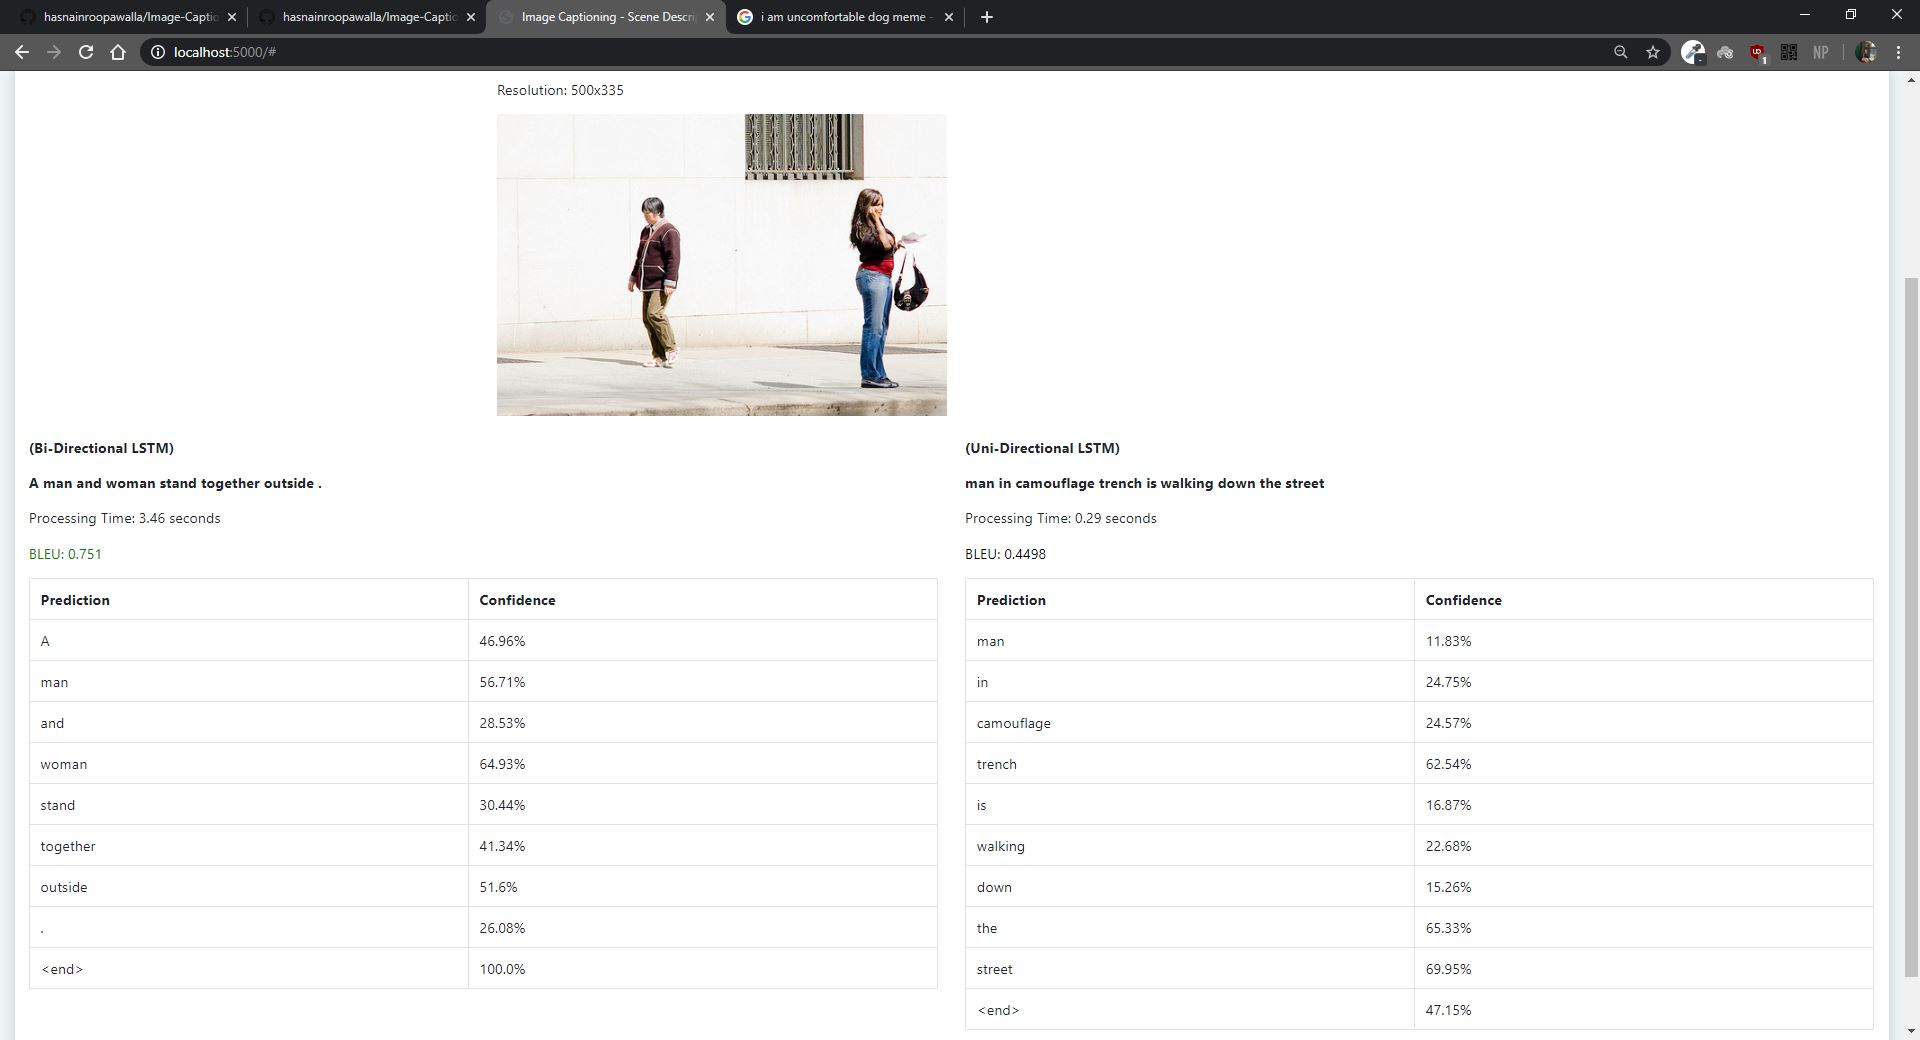 hasnainroopawalla/Image-Captio
hasnainroopawalla/Image-Captio
Image Captioning - Scene Descri
i am uncomfortable dog meme -
localhost:5000/#
NP
1
Resolution: 500x335
(Bi-Directional LSTM)
A man and woman stand together outside .
Processing Time: 3.46 seconds
BLEU: 0.751
Prediction Confidence
A 46.96%
man 56.71%
and 28.53%
woman 64.93%
stand 30.44%
together 41.34%
outside 51.6%
. 26.08%
<end> 100.0%
(Uni-Directional LSTM)
man in camouflage trench is walking down the street
Processing Time: 0.29 seconds
BLEU: 0.4498
Prediction Confidence
man 11.83%
in 24.75%
camouflage 24.57%
trench 62.54%
is 16.87%
walking 22.68%
down 15.26%
the 65.33%
street 69.95%
<end> 47.15%